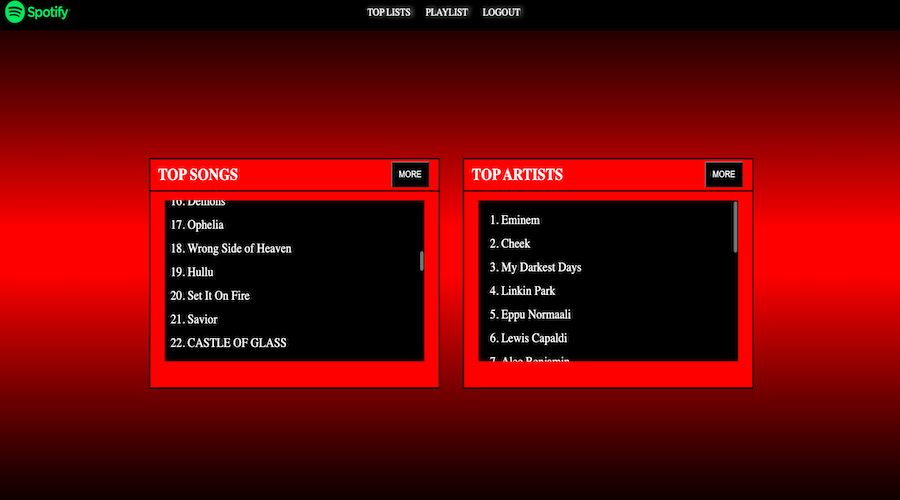 Spotify
TOP LISTS PLAYLIST LOGOUT
TOP SONGS MORE
16. Demons
17. Ophelia
18. Wrong Side of Heaven
19. Hullu
20. Set It On Fire
21. Savior
22. CASTLE OF GLASS
TOP ARTISTS MORE
1. Eminem
2. Cheek
3. My Darkest Days
4. Linkin Park
5. Eppu Normaali
6. Lewis Capaldi
7. Alec Benjamin